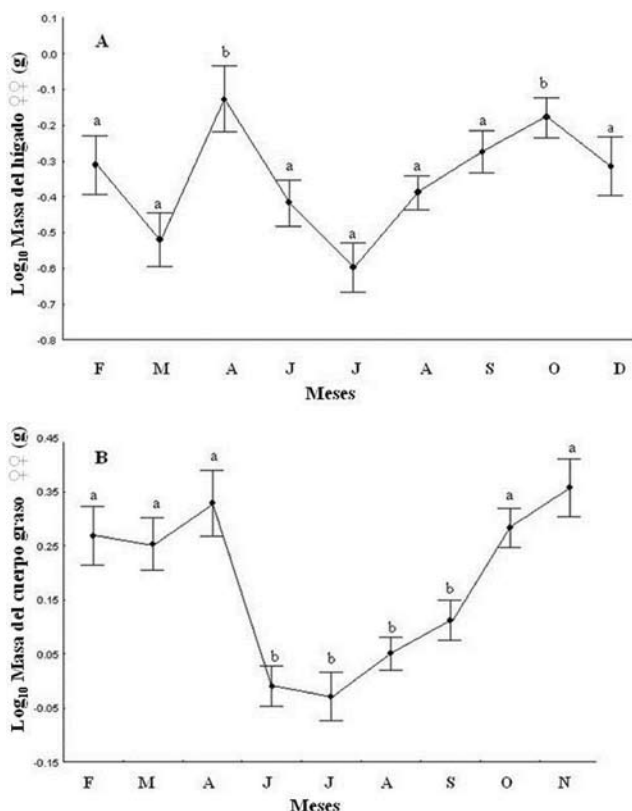 A
Log₁₀ Masa del hígado ♀♀ (g)
0.1
0.0
-0.1
-0.2
-0.3
-0.4
-0.5
-0.6
-0.7
-0.8
a a b a a a a b a
F M A J J A S O D
Meses
B
Log₁₀ Masa del cuerpo graso ♀♀ (g)
0.45
0.35
0.25
0.15
0.05
-0.05
-0.15
a a a b b b b a a
F M A J J A S O N
Meses